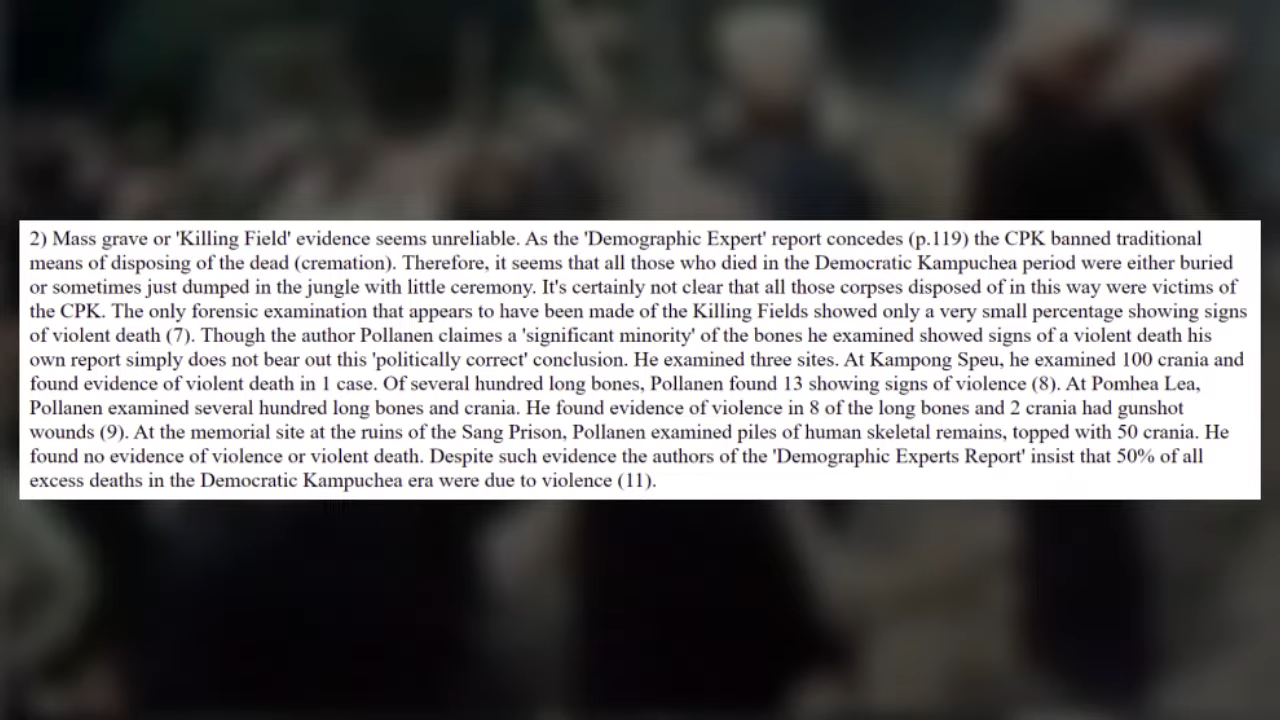 2) Mass grave or 'Killing Field' evidence seems unreliable. As the 'Demographic Expert' report concedes (p.119) the CPK banned traditional
means of disposing of the dead (cremation). Therefore, it seems that all those who died in the Democratic Kampuchea period were either buried
or sometimes just dumped in the jungle with little ceremony. It's certainly not clear that all those corpses disposed of in this way were victims of
the CPK. The only forensic examination that appears to have been made of the Killing Fields showed only a very small percentage showing signs
of violent death (7). Though the author Pollanen claims a 'significant minority' of the bones he examined showed signs of a violent death his
own report simply does not bear out this 'politically correct' conclusion. He examined three sites. At Kampong Speu, he examined 100 crania and
found evidence of violent death in 1 case. Of several hundred long bones, Pollanen found 13 showing signs of violence (8). At Pomhea Lea,
Pollanen examined several hundred long bones and crania. He found evidence of violence in 8 of the long bones and 2 crania had gunshot
wounds (9). At the memorial site at the ruins of the Sang Prison, Pollanen examined piles of human skeletal remains, topped with 50 crania. He
found no evidence of violence or violent death. Despite such evidence the authors of the 'Demographic Experts Report' insist that 50% of all
excess deaths in the Democratic Kampuchea era were due to violence (11).